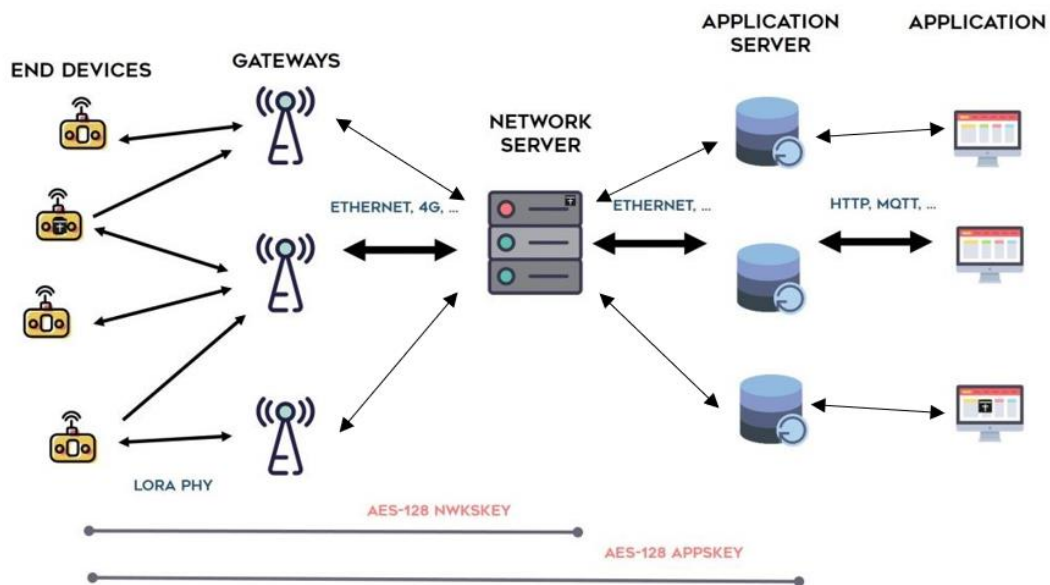 APPLICATION
SERVER
APPLICATION
END DEVICES
GATEWAYS
NETWORK
SERVER
ETHERNET, 4G, ...
ETHERNET, ...
HTTP, MQTT, ...
LORA PHY
AES-128 NWKSKEY
AES-128 APPSKEY